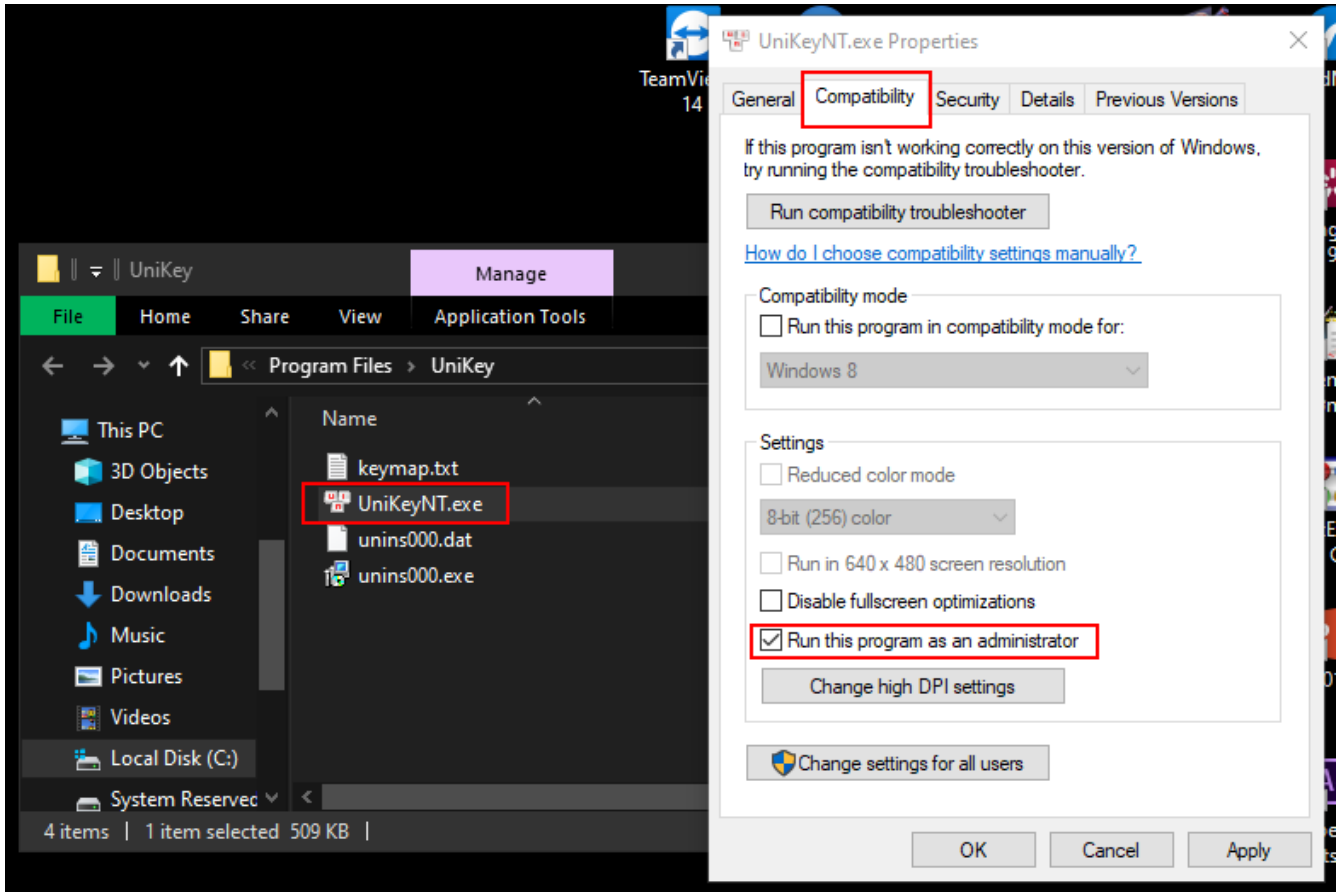 TeamVie
14
UniKey
Manage
File
Home
Share
View
Application Tools
« Program Files > UniKey
This PC
3D Objects
Desktop
Documents
Downloads
Music
Pictures
Videos
Local Disk (C:)
System Reserved
Name
keymap.txt
UniKeyNT.exe
unins000.dat
unins000.exe
4 items
1 item selected 509 KB
UniKeyNT.exe Properties
General
Compatibility
Security
Details
Previous Versions
If this program isn't working correctly on this version of Windows,
try running the compatibility troubleshooter.
Run compatibility troubleshooter
How do I choose compatibility settings manually?
Compatibility mode
Run this program in compatibility mode for:
Windows 8
Settings
Reduced color mode
8-bit (256) color
Run in 640 x 480 screen resolution
Disable fullscreen optimizations
Run this program as an administrator
Change high DPI settings
Change settings for all users
OK
Cancel
Apply